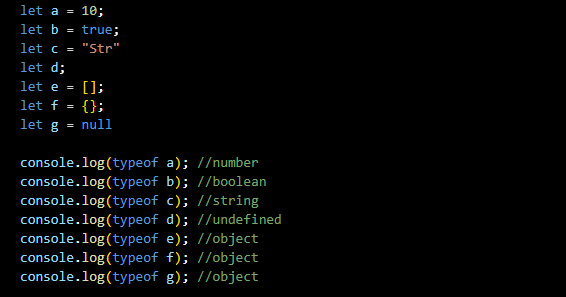 let a = 10;
let b = true;
let c = "Str"
let d;
let e = [];
let f = {};
let g = null
console.log(typeof a); //number
console.log(typeof b); //boolean
console.log(typeof c); //string
console.log(typeof d); //undefined
console.log(typeof e); //object
console.log(typeof f); //object
console.log(typeof g); //object